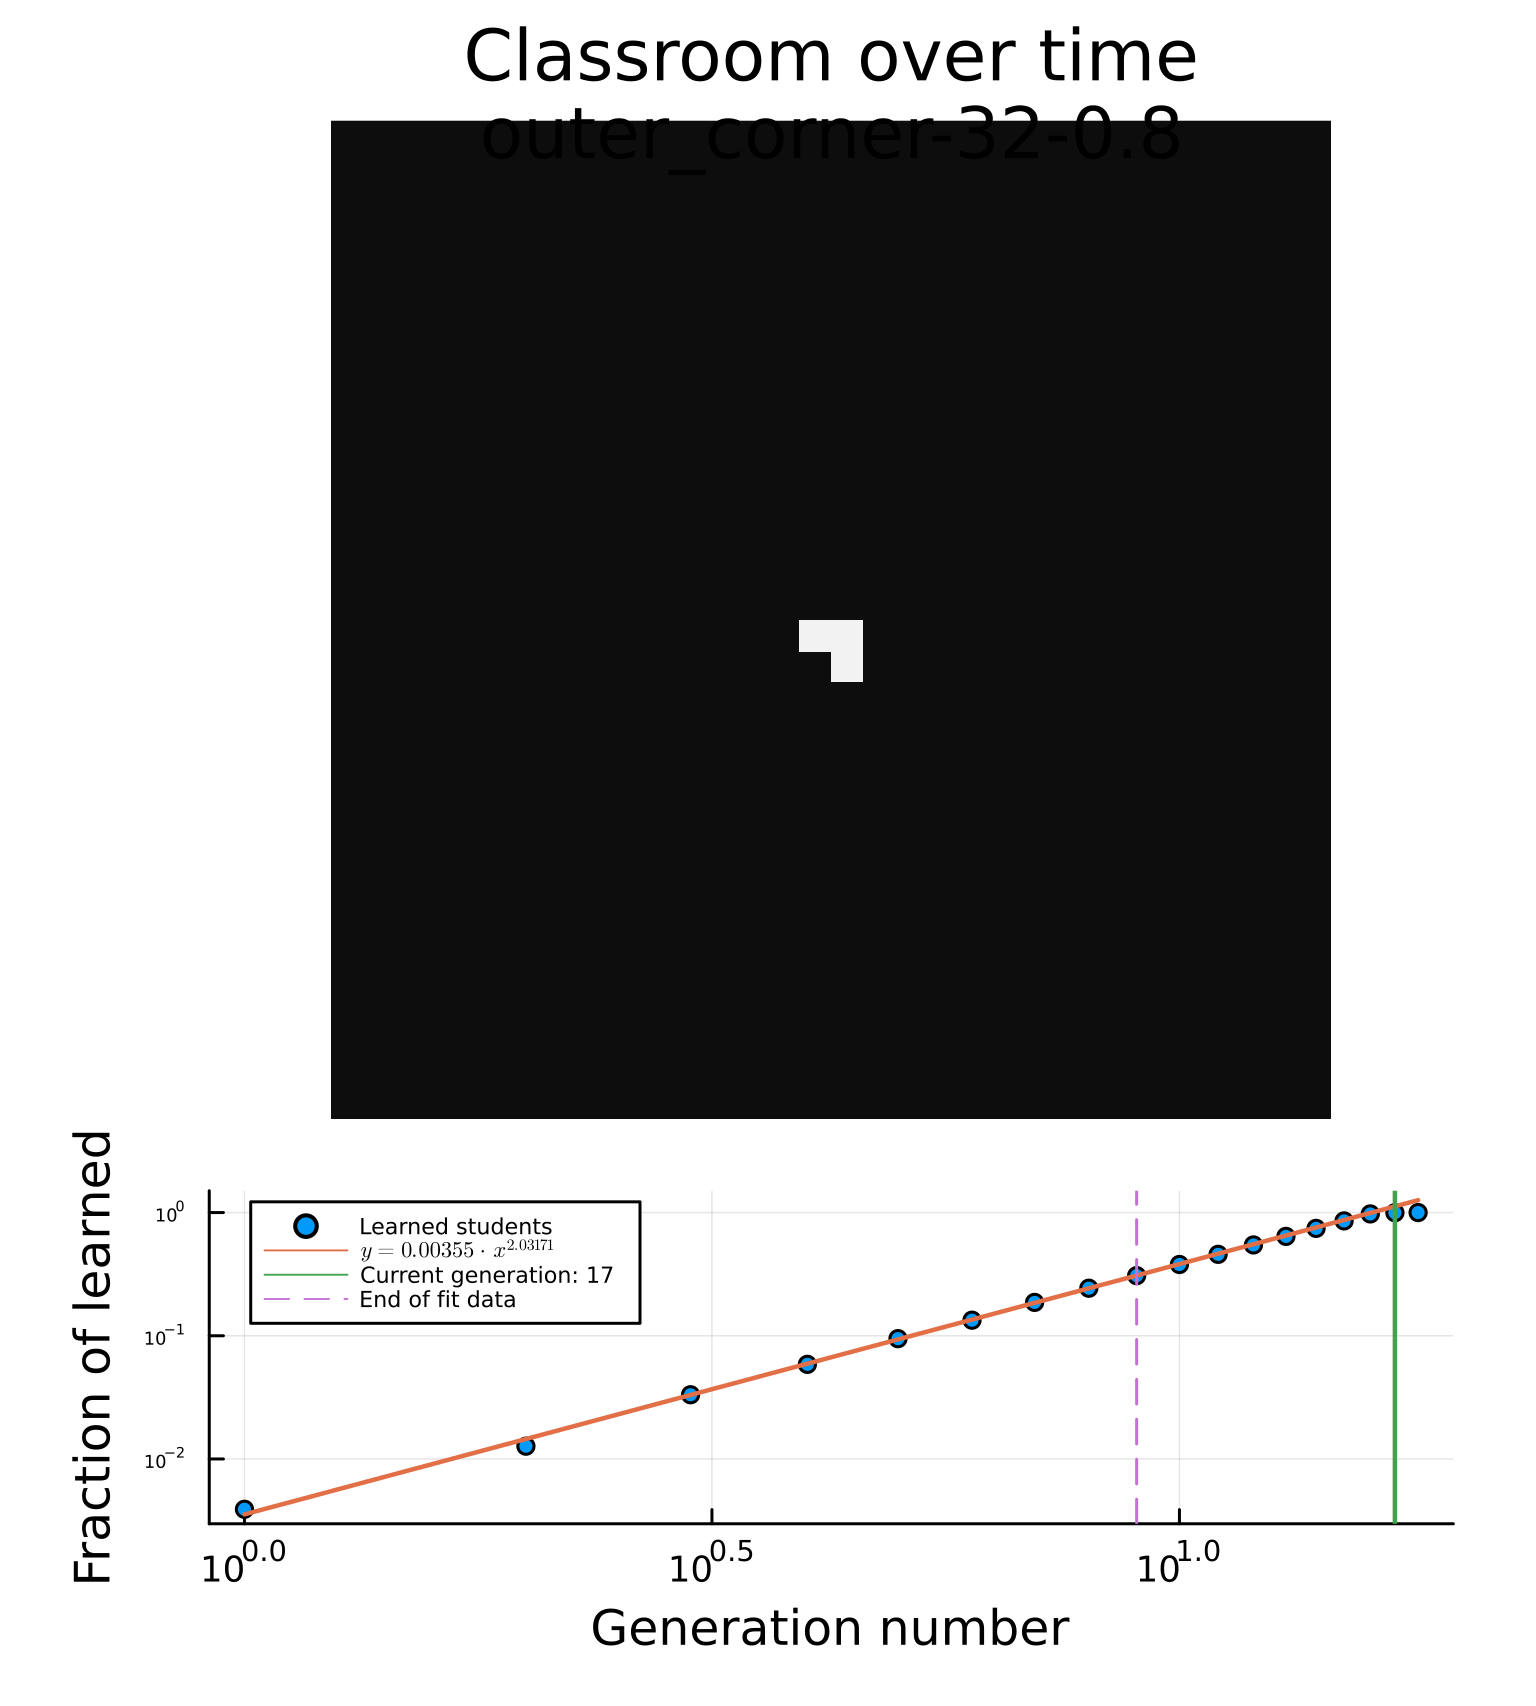 Classroom over time
outer_corner-32-0.8
Fraction of learned
10⁰
10⁻¹
10⁻²
Learned students
y = 0.00355 · x^2.03171
Current generation: 17
End of fit data
10^0.0
10^0.5
10^1.0
Generation number